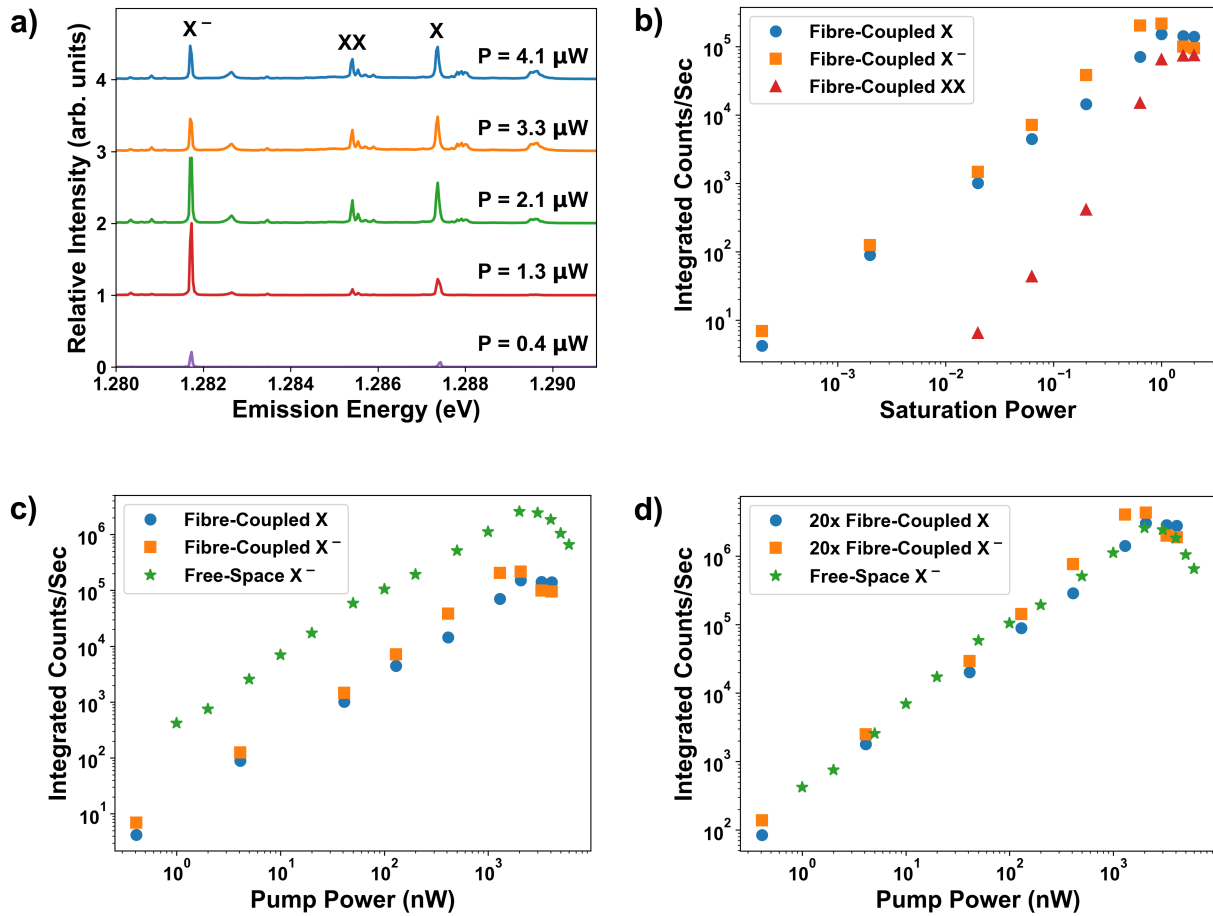 a)
X⁻
XX
X
P = 4.1 μW
P = 3.3 μW
P = 2.1 μW
P = 1.3 μW
P = 0.4 μW
4
3
2
1
0
Relative Intensity (arb. units)
1.280
1.282
1.284
1.286
1.288
1.290
Emission Energy (eV)
b)
Fibre-Coupled X
Fibre-Coupled X⁻
Fibre-Coupled XX
10⁵
10⁴
10³
10²
10¹
Integrated Counts/Sec
10⁻³
10⁻²
10⁻¹
10⁰
Saturation Power
c)
Fibre-Coupled X
Fibre-Coupled X⁻
Free-Space X⁻
10⁶
10⁵
10⁴
10³
10²
10¹
Integrated Counts/Sec
10⁰
10¹
10²
10³
Pump Power (nW)
d)
20x Fibre-Coupled X
20x Fibre-Coupled X⁻
Free-Space X⁻
10⁶
10⁵
10⁴
10³
10²
Integrated Counts/Sec
10⁰
10¹
10²
10³
Pump Power (nW)